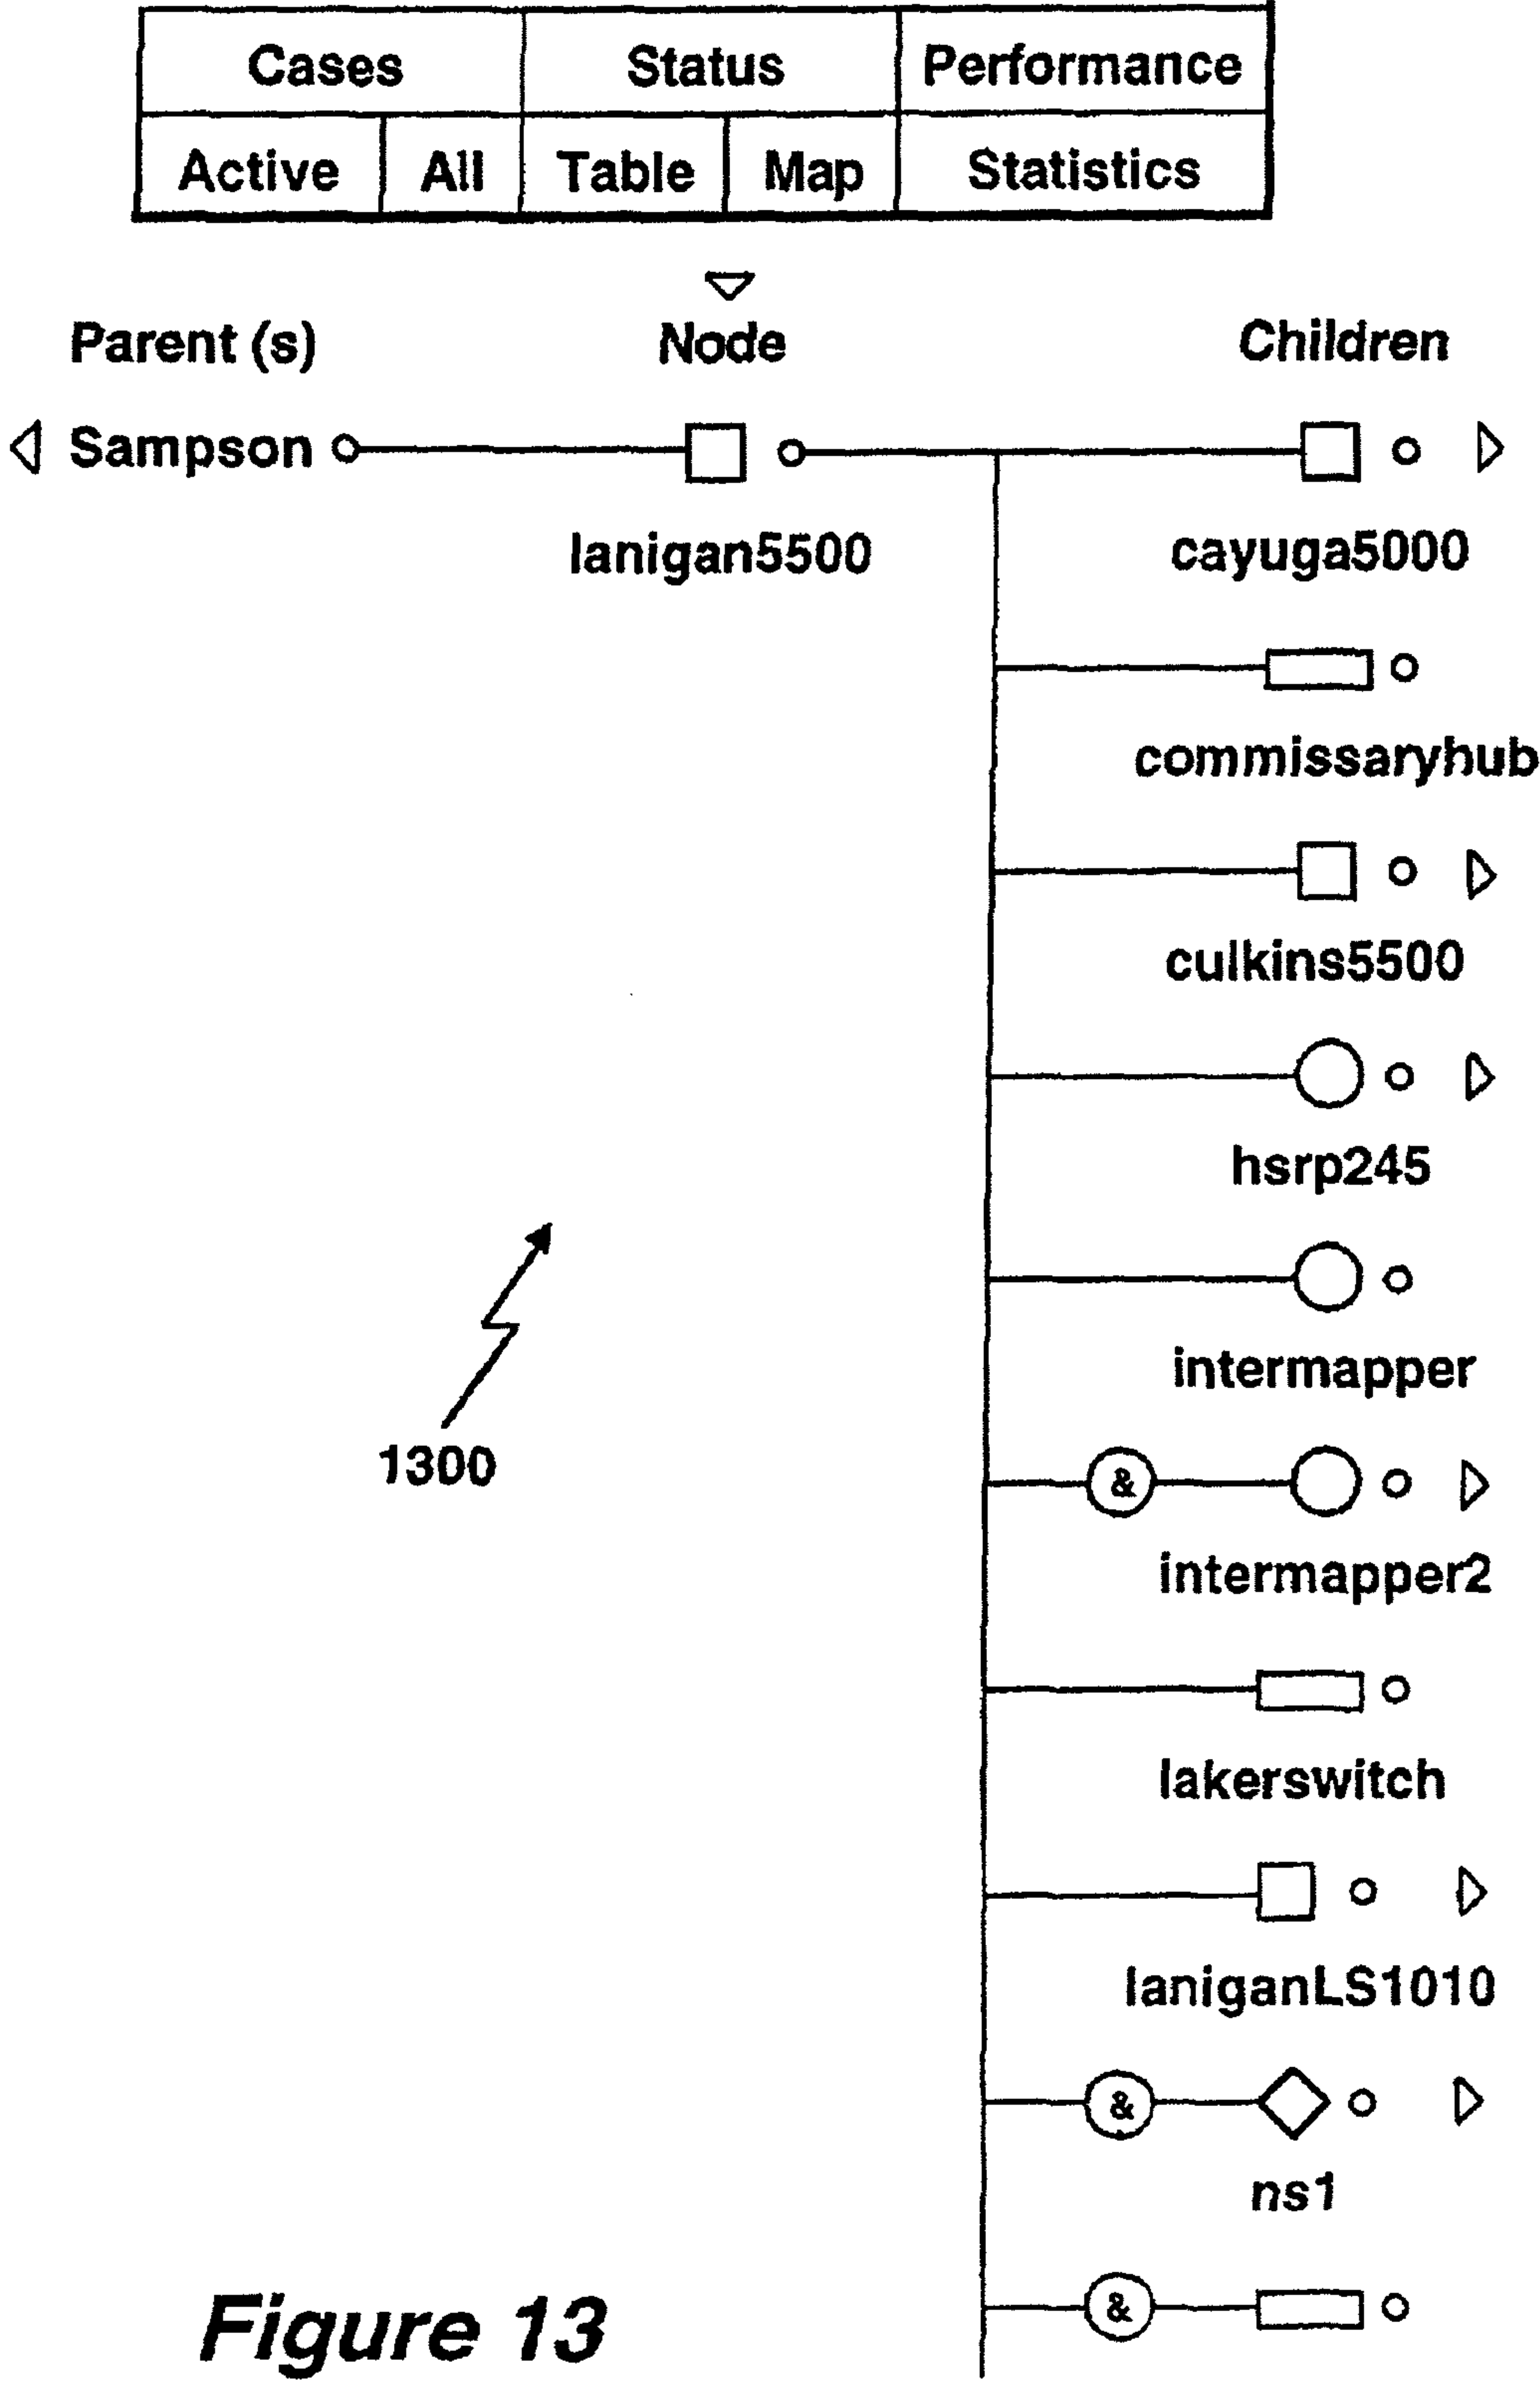 Cases Status Performance
Active All Table Map Statistics
Parent (s) Node Children
Sampson
lanigan5500 cayuga5000
commissaryhub
culkins5500
hsrp245
intermapper
1300
&
intermapper2
lakerswitch
laniganLS1010
&
ns1
&
Figure 13